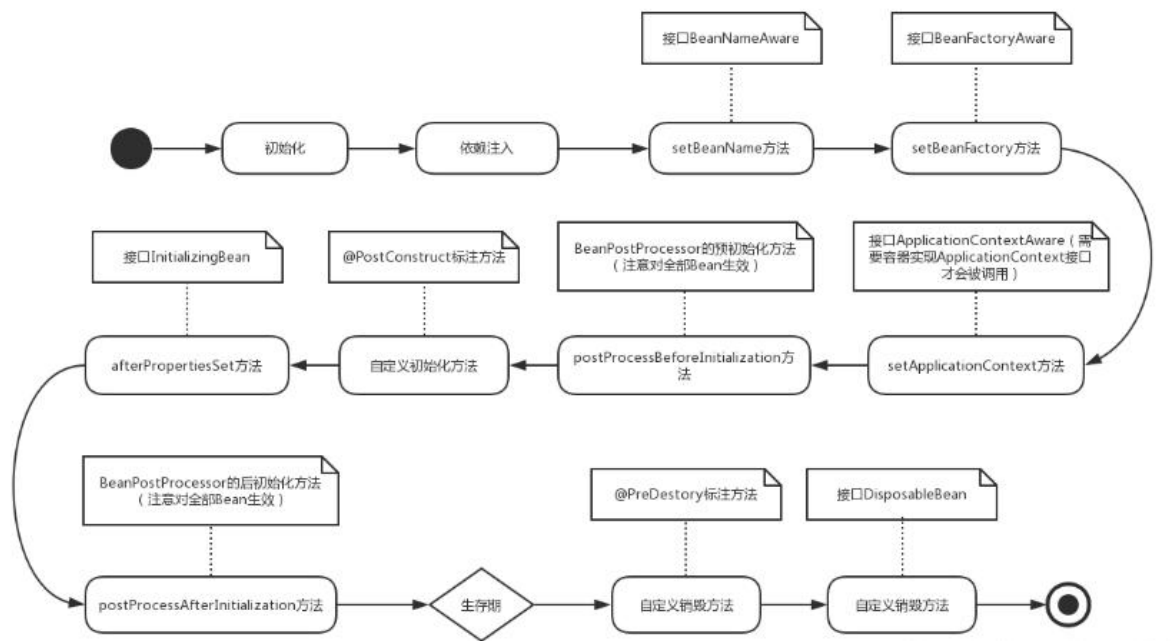 接口BeanNameAware
接口BeanFactoryAware
初始化
依赖注入
setBeanName方法
setBeanFactory方法
接口InitializingBean
@PostConstruct标注方法
BeanPostProcessor的预初始化方法
（注意对全部Bean生效）
接口ApplicationContextAware（需
要容器实现ApplicationContext接口
才会被调用）
afterPropertiesSet方法
自定义初始化方法
postProcessBeforeInitialization方
法
setApplicationContext方法
BeanPostProcessor的后初始化方法
（注意对全部Bean生效）
@PreDestory标注方法
接口DisposableBean
postProcessAfterInitialization方法
生存期
自定义销毁方法
自定义销毁方法